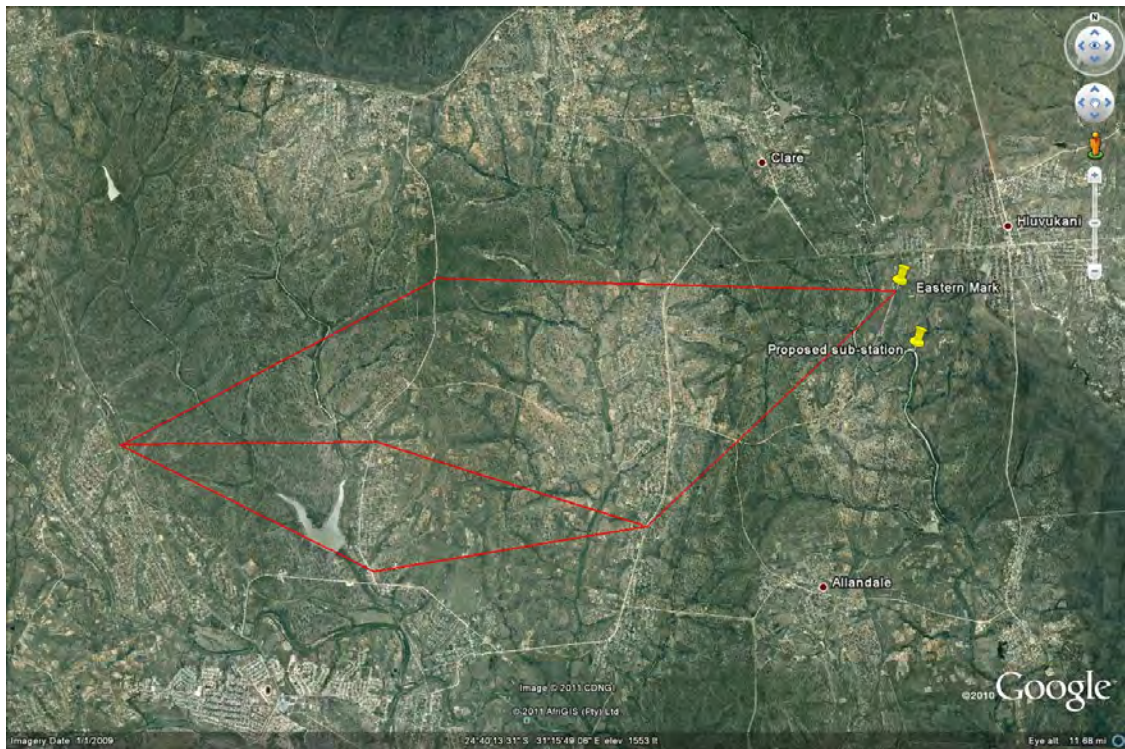 N
Clare
Hluvukani
Eastern Mark
Proposed sub-station
Allandale
Image © 2011 CDNGI
© 2011 AfriGIS (Pty) Ltd.
©2010 Google
Imagery Date: 1/1/2009
24°40'13.31" S 31°15'49.06" E elev 1553 ft
Eye alt 11.68 mi